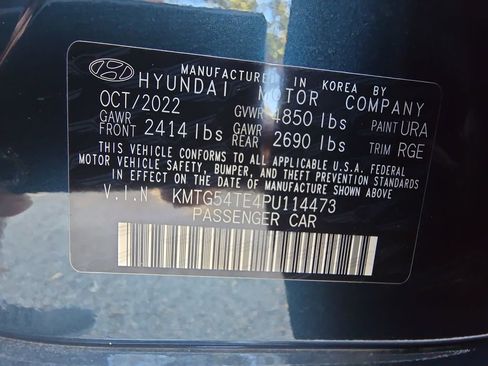 MANUFACTURED IN KOREA BY
HYUNDAI MOTOR COMPANY
OCT/2022 GVWR 4850 lbs PAINT URA
GAWR FRONT 2414 lbs GAWR REAR 2690 lbs TRIM RGE
THIS VEHICLE CONFORMS TO ALL APPLICABLE U.S.A. FEDERAL
MOTOR VEHICLE SAFETY, BUMPER, AND THEFT PREVENTION STANDARDS
IN EFFECT ON THE DATE OF MANUFACTURE SHOWN ABOVE
V.I.N KMTG54TE4PU114473
PASSENGER CAR